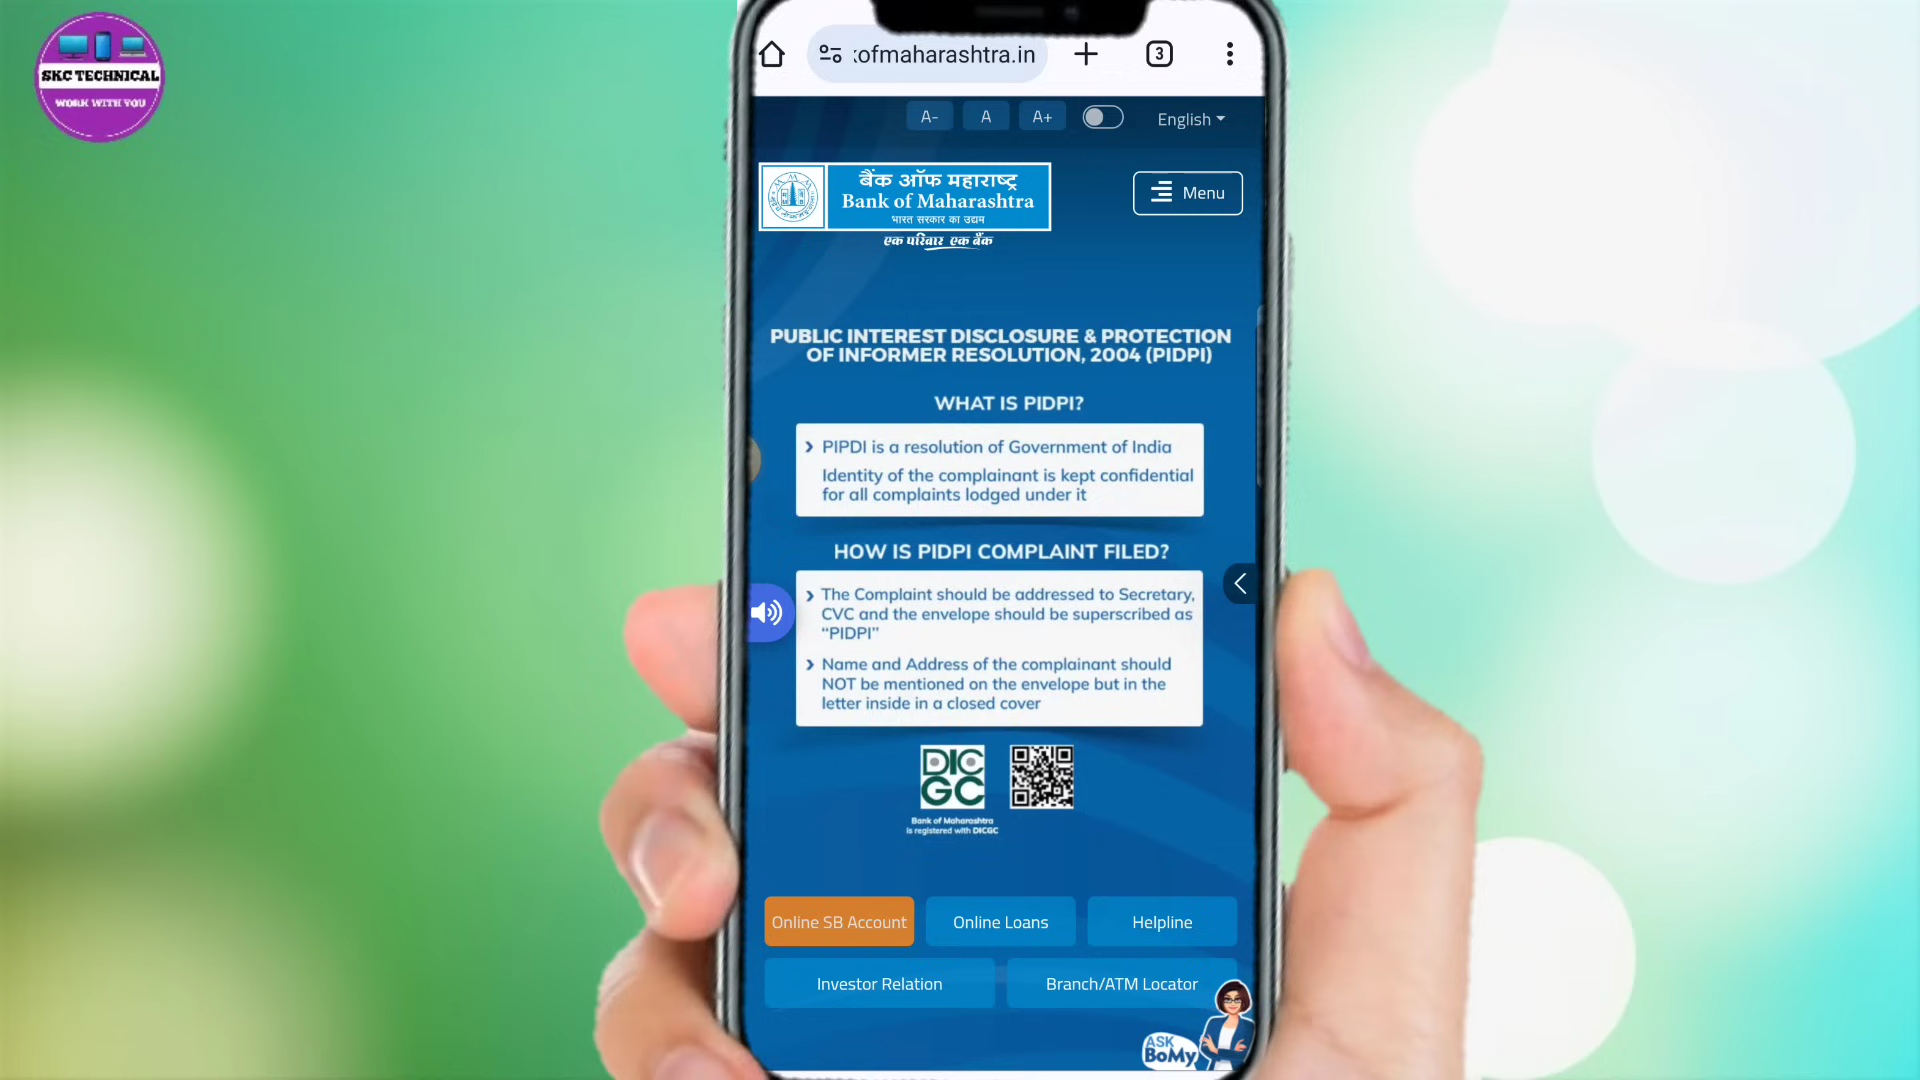 SKC TECHNICAL
WORK WITH YOU
kofmaharashtra.in
3
A-
A
A+
English
बैंक ऑफ महाराष्ट्र
Bank of Maharashtra
भारत सरकार का उद्यम
एक परिवार एक बैंक
Menu
PUBLIC INTEREST DISCLOSURE & PROTECTION
OF INFORMER RESOLUTION, 2004 (PIDPI)
WHAT IS PIDPI?
PIPDI is a resolution of Government of India
Identity of the complainant is kept confidential
for all complaints lodged under it
HOW IS PIDPI COMPLAINT FILED?
The Complaint should be addressed to Secretary,
CVC and the envelope should be superscribed as
“PIDPI”
Name and Address of the complainant should
NOT be mentioned on the envelope but in the
letter inside in a closed cover
DIC
GC
Bank of Maharashtra
is registered with DICGC
Online SB Account
Online Loans
Helpline
Investor Relation
Branch/ATM Locator
ASK
BoMy